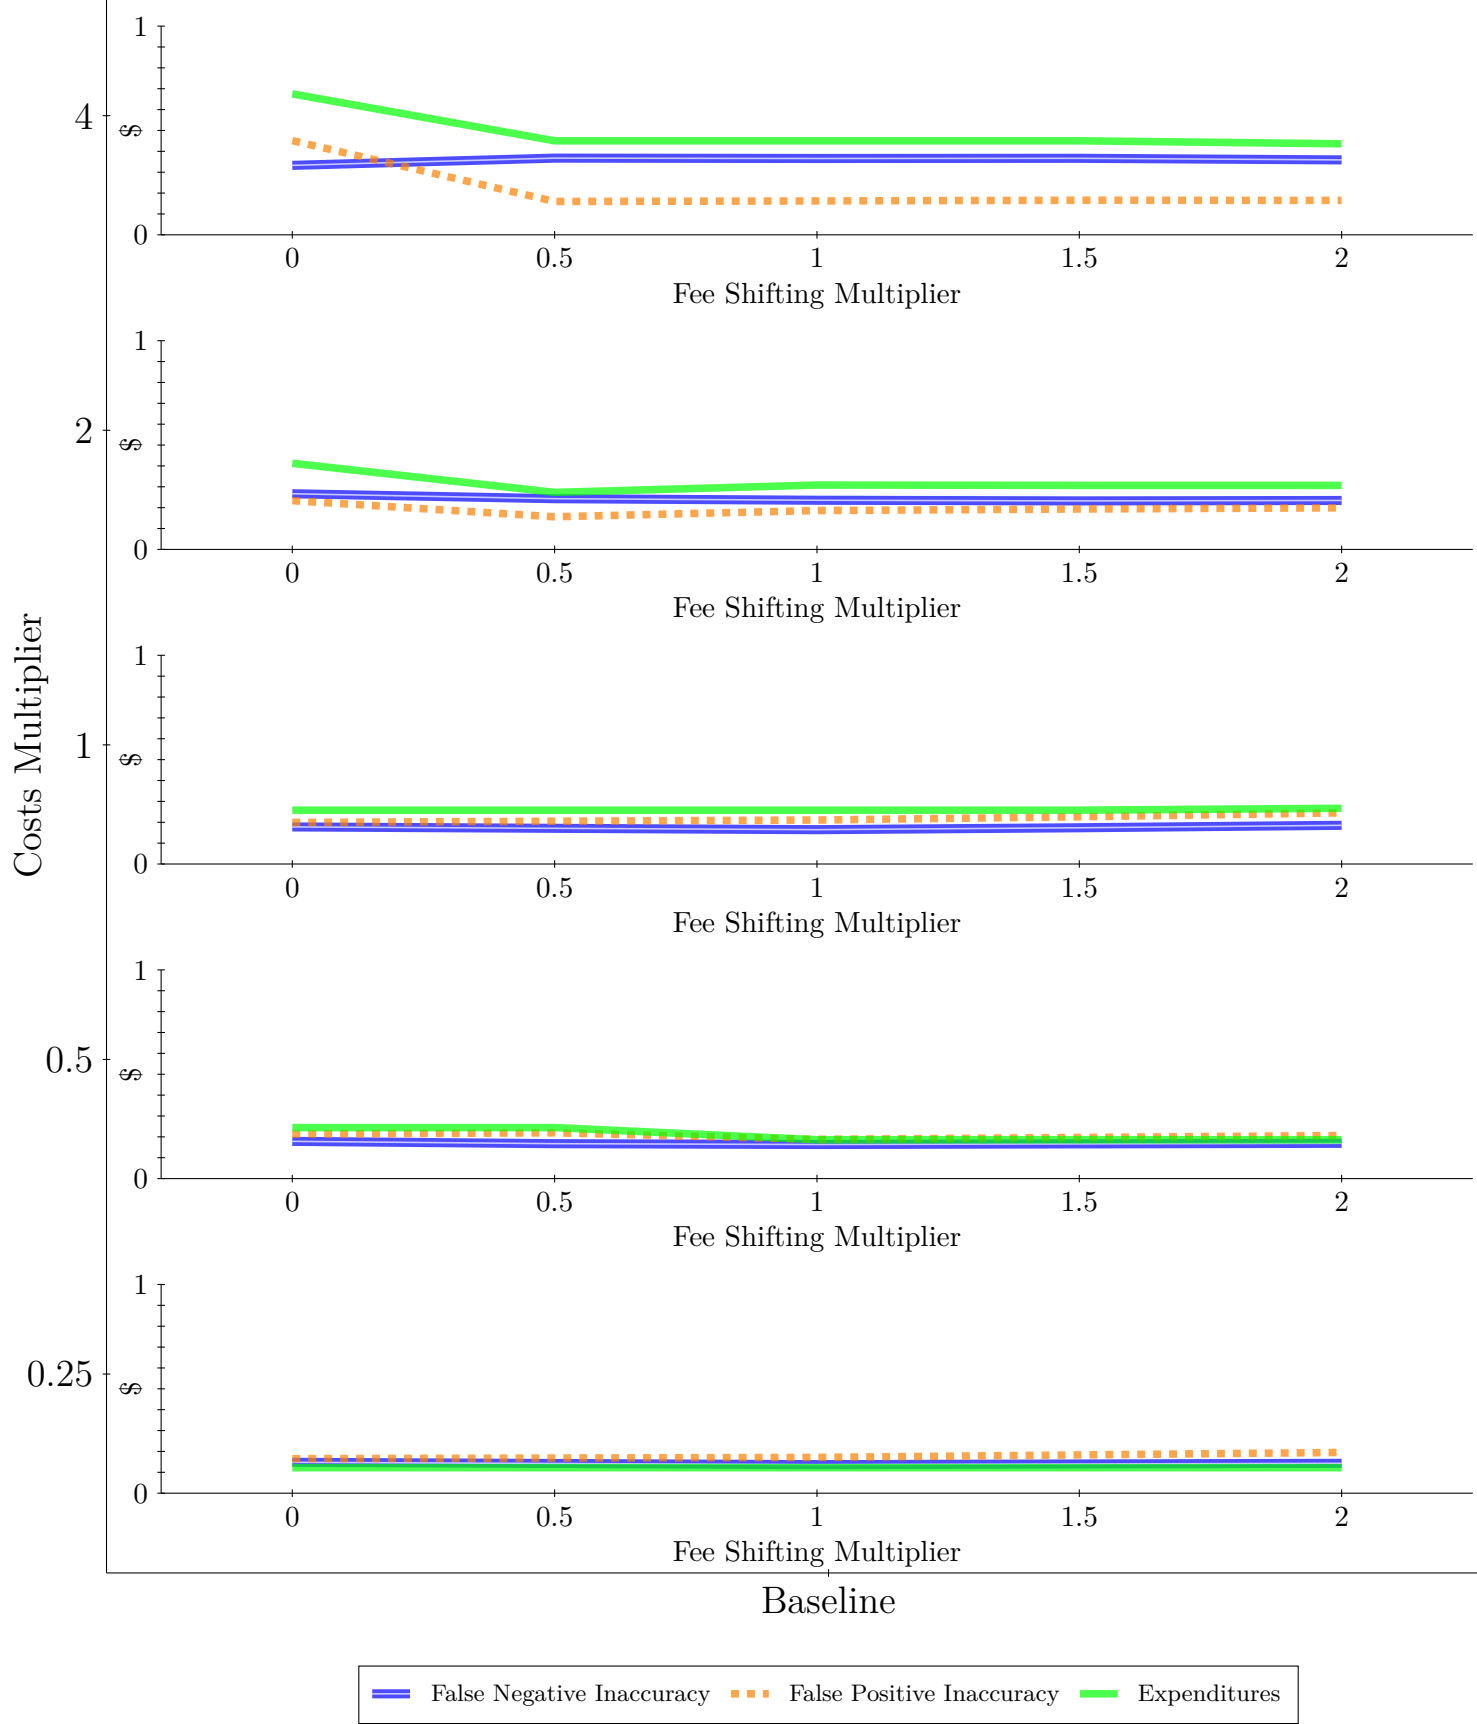 Costs Multiplier
4
$
1
0
0 0.5 1 1.5 2
Fee Shifting Multiplier
2
$
1
0
0 0.5 1 1.5 2
Fee Shifting Multiplier
1
$
1
0
0 0.5 1 1.5 2
Fee Shifting Multiplier
0.5
$
1
0
0 0.5 1 1.5 2
Fee Shifting Multiplier
0.25
$
1
0
0 0.5 1 1.5 2
Fee Shifting Multiplier
Baseline
False Negative Inaccuracy False Positive Inaccuracy Expenditures